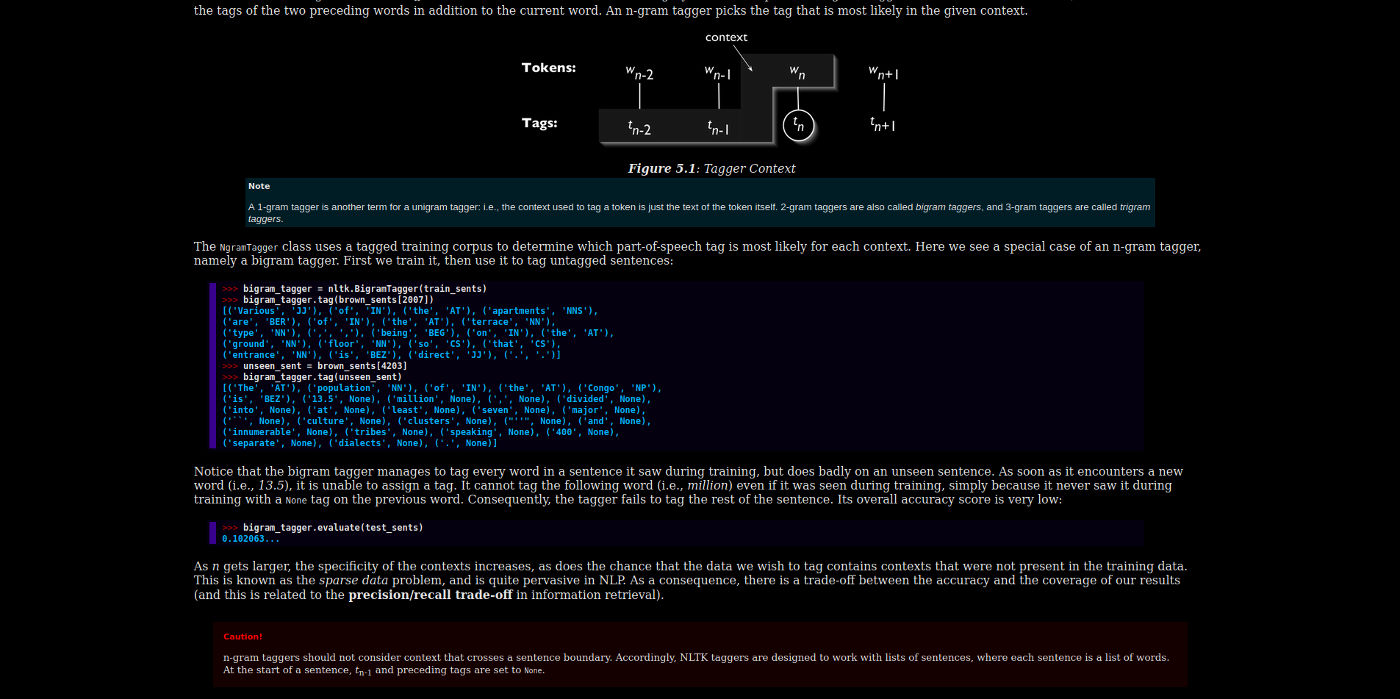 the tags of the two preceding words in addition to the current word. An n-gram tagger picks the tag that is most likely in the given context.
context
Tokens: wn-2 wn-1 wn wn+1
Tags: tn-2 tn-1 tn tn+1
Figure 5.1: Tagger Context
Note
A 1-gram tagger is another term for a unigram tagger: i.e., the context used to tag a token is just the text of the token itself. 2-gram taggers are also called bigram taggers, and 3-gram taggers are called trigram
taggers.
The NgramTagger class uses a tagged training corpus to determine which part-of-speech tag is most likely for each context. Here we see a special case of an n-gram tagger,
namely a bigram tagger. First we train it, then use it to tag untagged sentences:
>>> bigram_tagger = nltk.BigramTagger(train_sents)
>>> bigram_tagger.tag(brown_sents[2007])
[('Various', 'JJ'), ('of', 'IN'), ('the', 'AT'), ('apartments', 'NNS'),
('are', 'BER'), ('of', 'IN'), ('the', 'AT'), ('terrace', 'NN'),
('type', 'NN'), (',', ','), ('being', 'BEG'), ('on', 'IN'), ('the', 'AT'),
('ground', 'NN'), ('floor', 'NN'), ('so', 'CS'), ('that', 'CS'),
('entrance', 'NN'), ('is', 'BEZ'), ('direct', 'JJ'), ('.', '.')]
>>> unseen_sent = brown_sents[4203]
>>> bigram_tagger.tag(unseen_sent)
[('The', 'AT'), ('population', 'NN'), ('of', 'IN'), ('the', 'AT'), ('Congo', 'NP'),
('is', 'BEZ'), ('13.5', None), ('million', None), (',', None), ('divided', None),
('into', None), ('at', None), ('least', None), ('seven', None), ('major', None),
('``', None), ('culture', None), ('clusters', None), ("''", None), ('and', None),
('innumerable', None), ('tribes', None), ('speaking', None), ('400', None),
('separate', None), ('dialects', None), ('.', None)]
Notice that the bigram tagger manages to tag every word in a sentence it saw during training, but does badly on an unseen sentence. As soon as it encounters a new
word (i.e., 13.5), it is unable to assign a tag. It cannot tag the following word (i.e., million) even if it was seen during training, simply because it never saw it during
training with a None tag on the previous word. Consequently, the tagger fails to tag the rest of the sentence. Its overall accuracy score is very low:
>>> bigram_tagger.evaluate(test_sents)
0.102063...
As n gets larger, the specificity of the contexts increases, as does the chance that the data we wish to tag contains contexts that were not present in the training data.
This is known as the sparse data problem, and is quite pervasive in NLP. As a consequence, there is a trade-off between the accuracy and the coverage of our results
(and this is related to the precision/recall trade-off in information retrieval).
Caution!
n-gram taggers should not consider context that crosses a sentence boundary. Accordingly, NLTK taggers are designed to work with lists of sentences, where each sentence is a list of words.
At the start of a sentence, tn-1 and preceding tags are set to None.